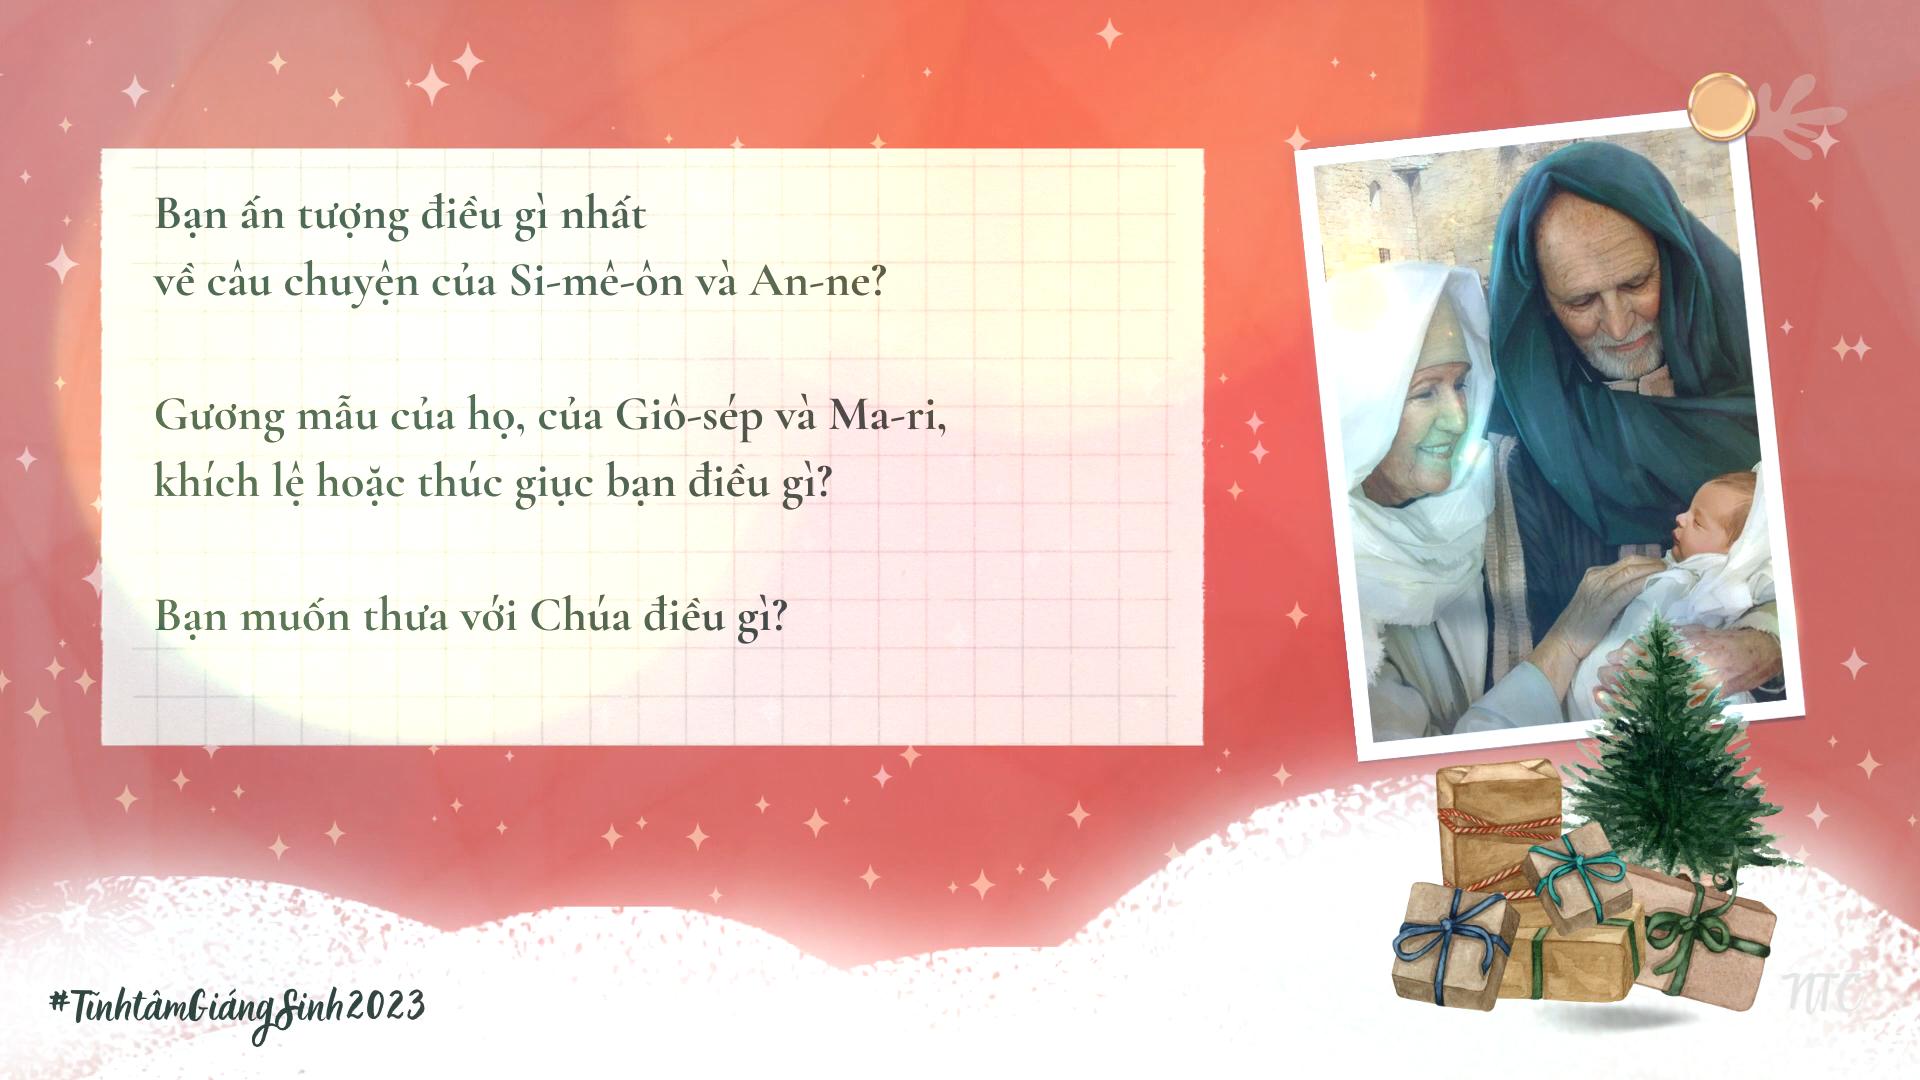 Bạn ấn tượng điều gì nhất
về câu chuyện của Si-mê-ôn và An-ne?
Gương mẫu của họ, của Giô-sép và Ma-ri,
khích lệ hoặc thúc giục bạn điều gì?
Bạn muốn thưa với Chúa điều gì?
#TĩnhtâmGiángSinh2023
NTC